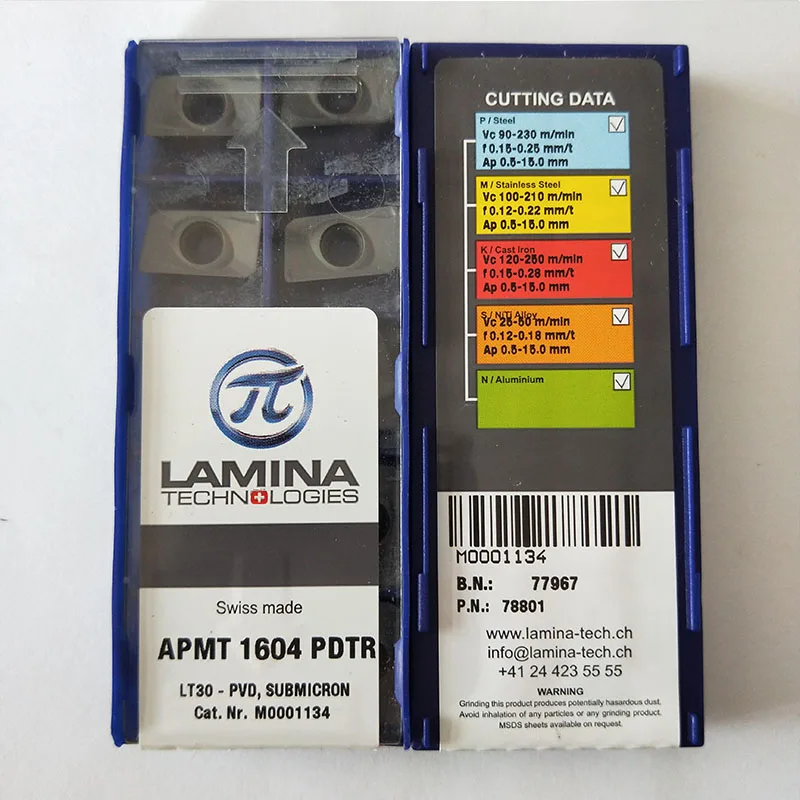 π
LAMINA
TECHNOLOGIES
Swiss made
APMT 1604 PDTR
LT30 - PVD, SUBMICRON
Cat. Nr. M0001134
CUTTING DATA
P / Steel
Vc 90-230 m/min
f 0.15-0.25 mm/t
Ap 0.5-15.0 mm
M / Stainless Steel
Vc 100-210 m/min
f 0.12-0.22 mm/t
Ap 0.5-15.0 mm
K / Cast Iron
Vc 120-250 m/min
f 0.15-0.28 mm/t
Ap 0.5-15.0 mm
S / Ni/Ti Alloy
Vc 25-50 m/min
f 0.12-0.18 mm/t
Ap 0.5-15.0 mm
N / Aluminium
M0001134
B.N.: 77967
P.N.: 78801
www.lamina-tech.ch
info@lamina-tech.ch
+41 24 423 55 55
WARNING
Grinding this product produces potentially hazardous dust.
Avoid inhalation of any particles or any grinding product.
MSDS sheets available on request.